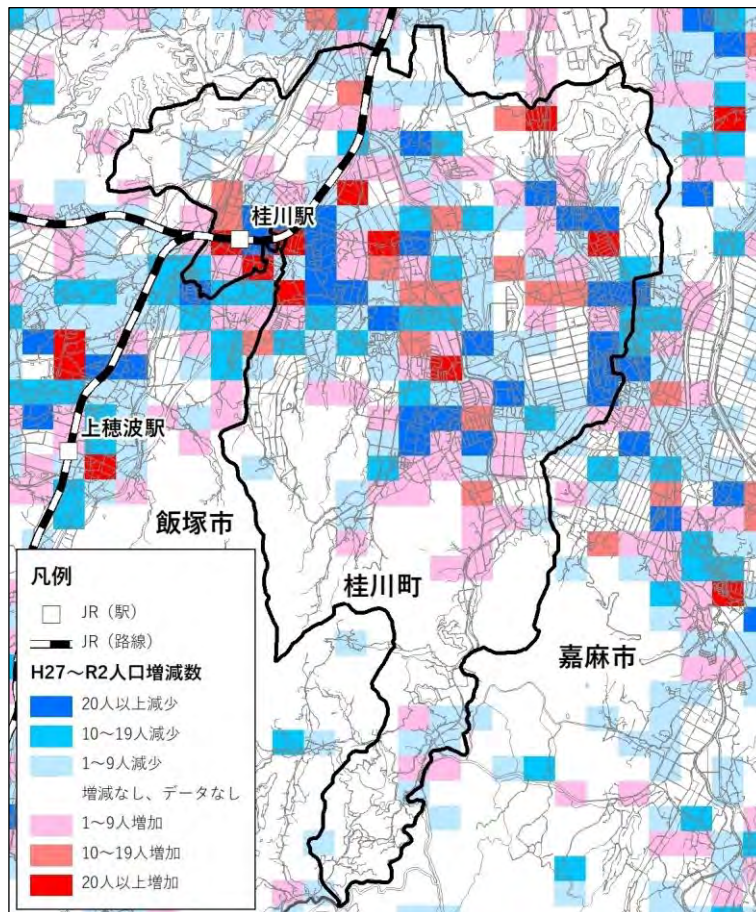 桂川駅
上穂波駅
飯塚市
桂川町
嘉麻市
凡例
JR（駅）
JR（路線）
H27～R2人口増減数
20人以上減少
10～19人減少
1～9人減少
増減なし、データなし
1～9人増加
10～19人増加
20人以上増加